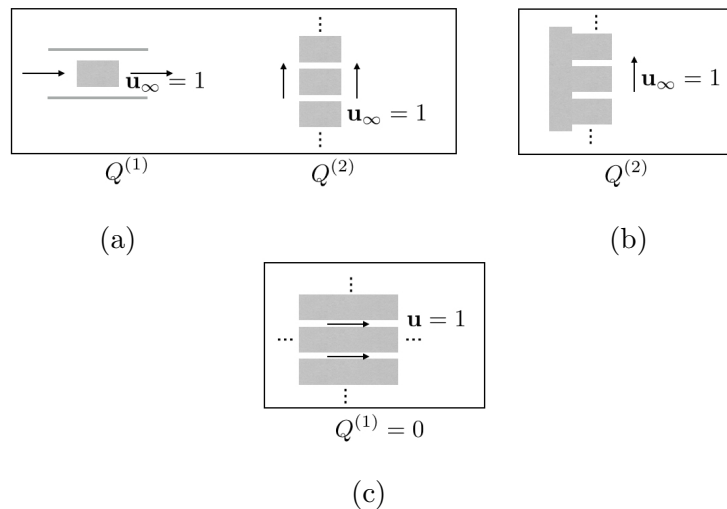 u∞ = 1
u∞ = 1
Q(1)
Q(2)
(a)
u∞ = 1
Q(2)
(b)
u = 1
Q(1) = 0
(c)